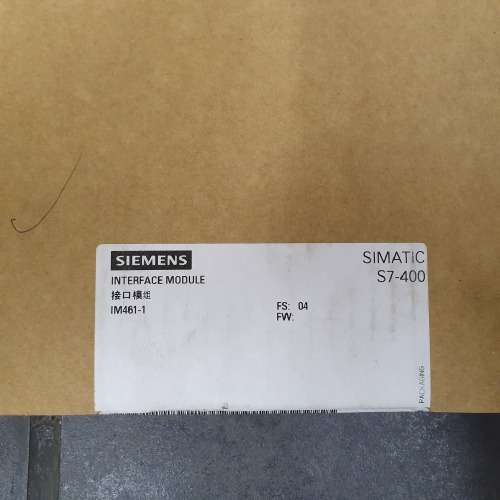 SIEMENS
SIMATIC
S7-400
INTERFACE MODULE
接口模组
IM461-1
FS: 04
FW:
PACKAGING